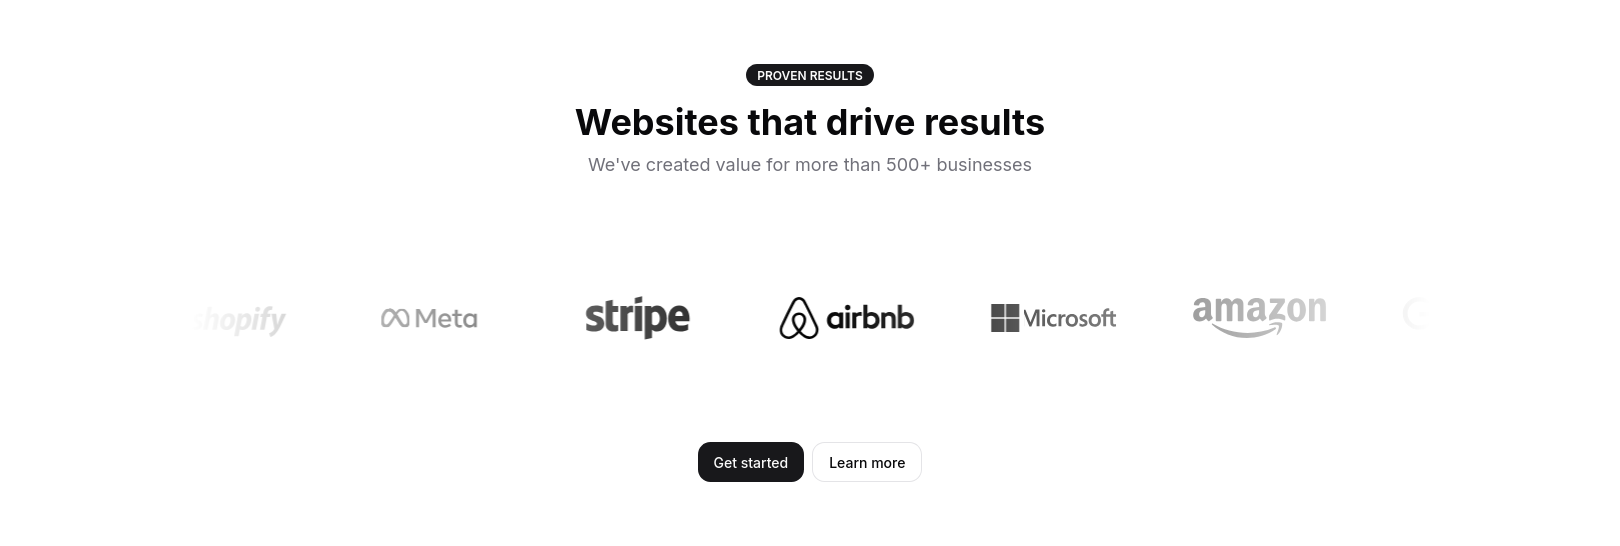 PROVEN RESULTS
Websites that drive results
We've created value for more than 500+ businesses
shopify Meta stripe airbnb Microsoft amazon
Get started Learn more